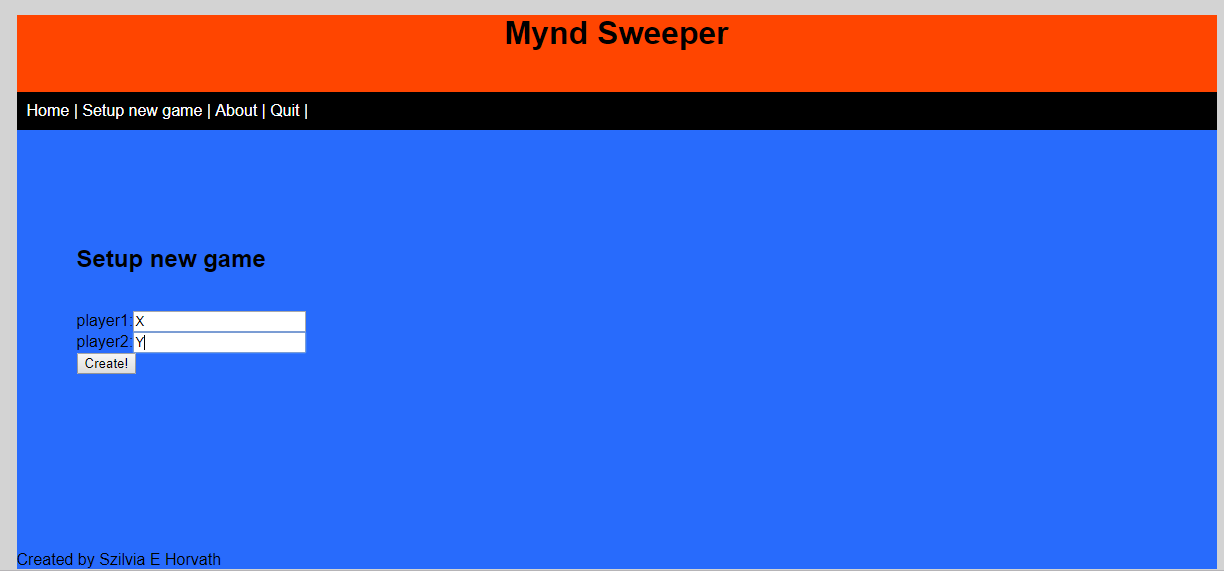 Mynd Sweeper
Home | Setup new game | About | Quit |
Setup new game
player1: X
player2: Y
Create!
Created by Szilvia E Horvath